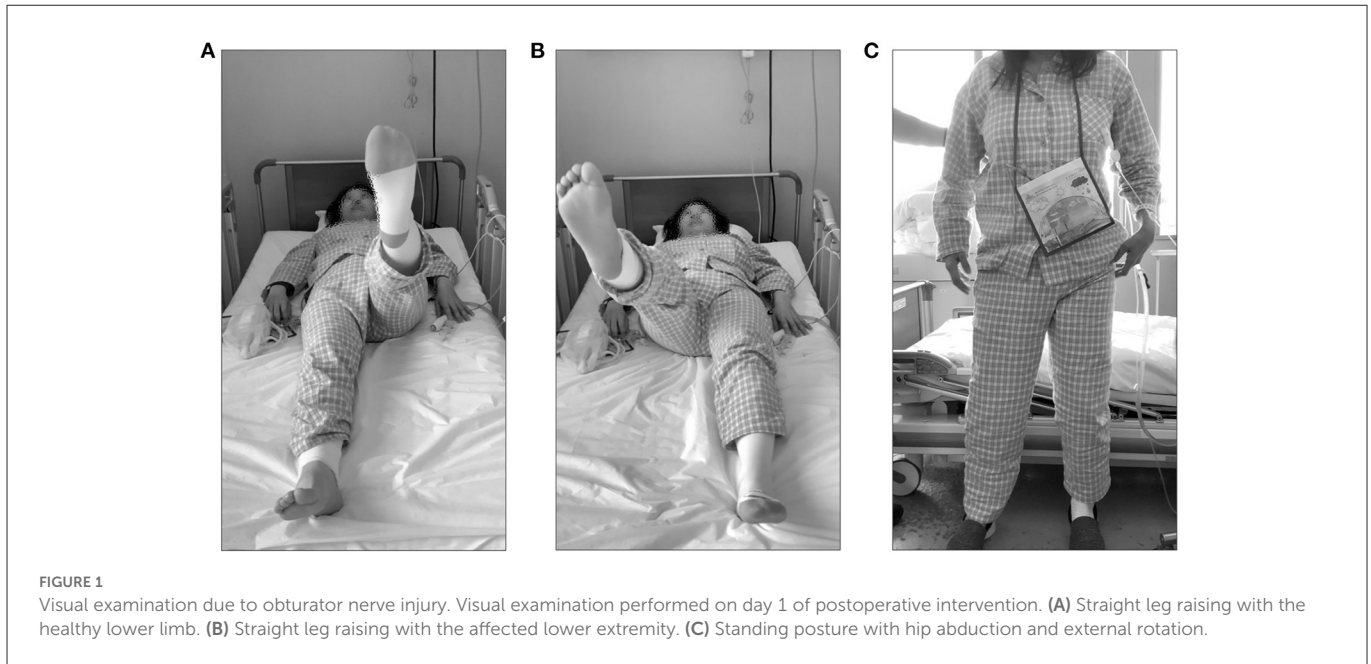 A
B
C
FIGURE 1
Visual examination due to obturator nerve injury. Visual examination performed on day 1 of postoperative intervention. (A) Straight leg raising with the
healthy lower limb. (B) Straight leg raising with the affected lower extremity. (C) Standing posture with hip abduction and external rotation.